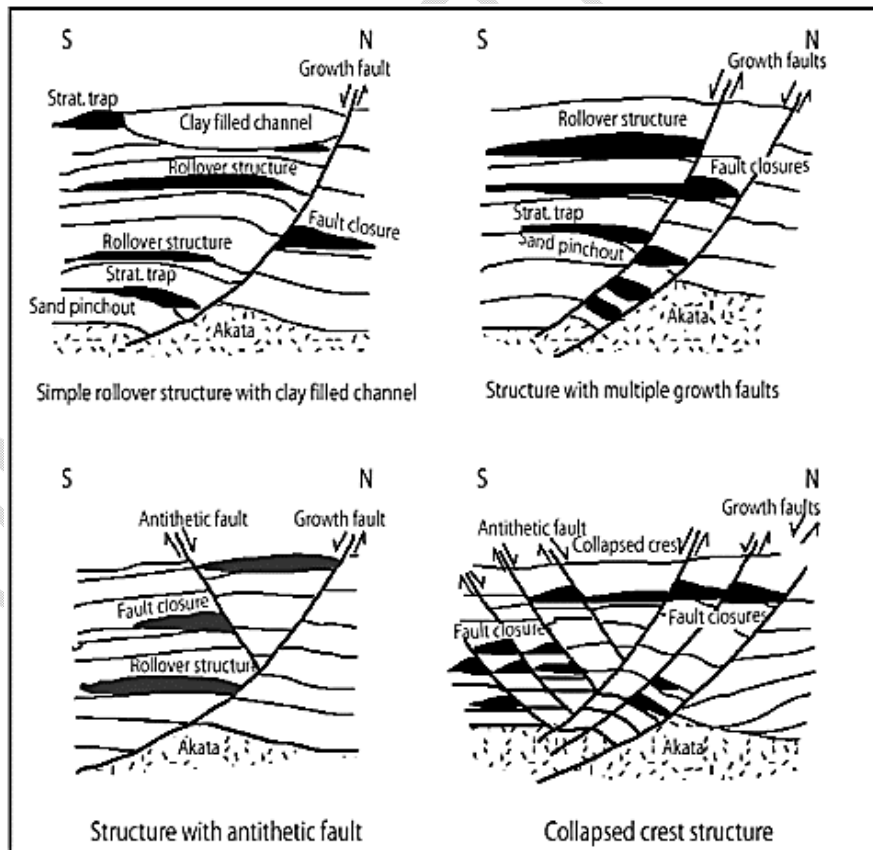 S N
Growth fault
Strat. trap
Clay filled channel
Rollover structure
Fault closure
Rollover structure
Strat. trap
Sand pinchout
Akata
Simple rollover structure with clay filled channel
S N
Growth faults
Rollover structure
Fault closures
Strat. trap
Sand pinchout
Akata
Structure with multiple growth faults
S N
Antithetic fault Growth fault
Fault closure
Rollover structure
Akata
Structure with antithetic fault
S N
Growth faults
Antithetic fault
Collapsed crest
Fault closures
Fault closure
Akata
Collapsed crest structure